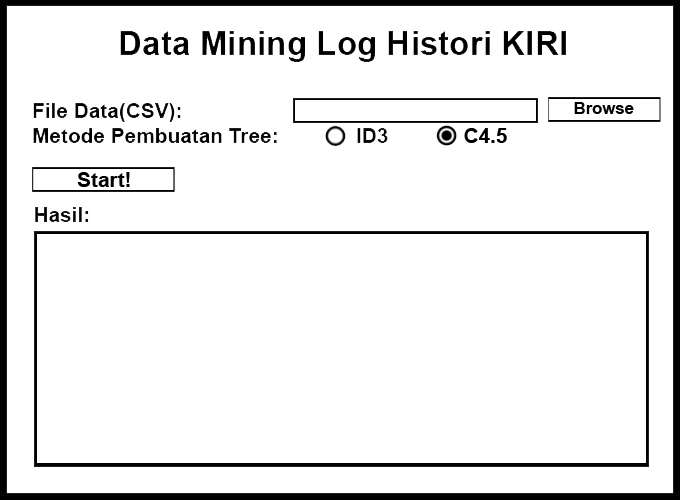 Data Mining Log Histori KIRI
File Data(CSV):
Browse
Metode Pembuatan Tree: ID3 C4.5
Start!
Hasil: